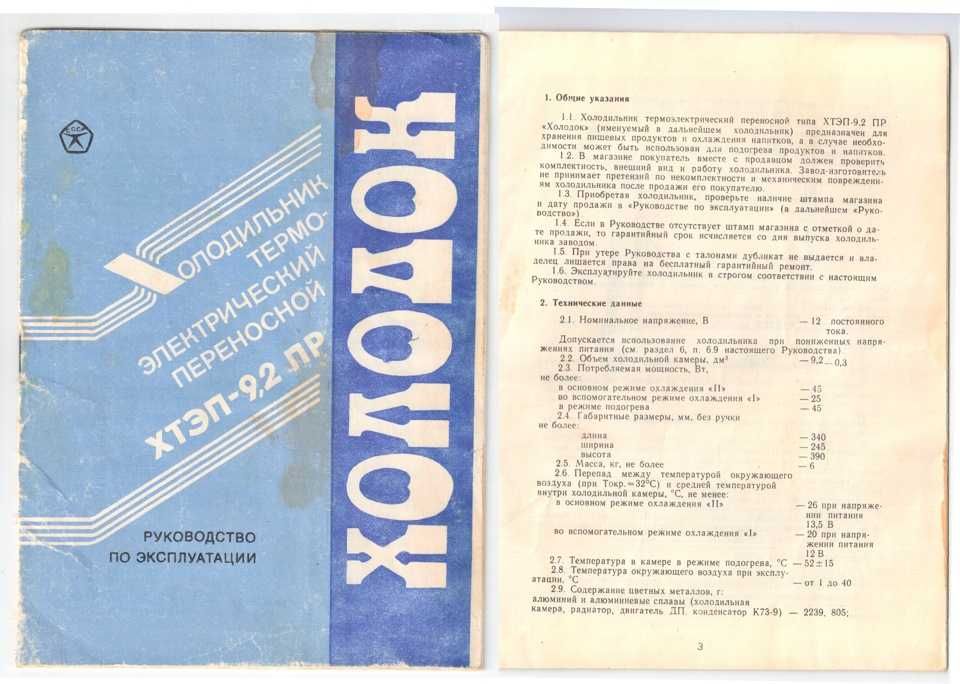 ХОЛОДИЛЬНИК
ТЕРМО-
ЭЛЕКТРИЧЕСКИЙ
ПЕРЕНОСНОЙ
ХТЭП-9,2 ПР
РУКОВОДСТВО
ПО ЭКСПЛУАТАЦИИ
ХОЛОДОК
1. Общие указания
1.1. Холодильник термоэлектрический переносной типа ХТЭП-9.2 ПР
«Холодок» (именуемый в дальнейшем холодильник) предназначен для
хранения пищевых продуктов и охлаждения напитков, а в случае необхо-
димости может быть использован для подогрева продуктов и напитков.
1.2. В магазине покупатель вместе с продавцом должен проверить
комплектность, внешний вид и работу холодильника. Завод-изготовитель
не принимает претензий по некомплектности и механическим повреждени-
ям холодильника после продажи его покупателю.
1.3. Приобретая холодильник, проверьте наличие штампа магазина
и дату продажи в «Руководстве по эксплуатации» (в дальнейшем «Руко-
водство»)
1.4. Если в Руководстве отсутствует штамп магазина с отметкой о да-
те продажи, то гарантийный срок исчисляется со дня выпуска холодиль-
ника заводом
1.5. При утере Руководства с талонами дубликат не выдается и вла-
делец лишается права на бесплатный гарантийный ремонт.
1.6. Эксплуатируйте холодильник в строгом соответствии с настоящим
Руководством.
2. Технические данные
2.1. Номинальное напряжение, В — 12 постоянного
тока.
Допускается использование холодильника при пониженных напря-
жениях питания (см. раздел 6, п. 6.9 настоящего Руководства)
2.2. Объем холодильной камеры, дм³ — 9,2—0,3
2.3. Потребляемая мощность, Вт,
не более:
в основном режиме охлаждения «II» — 45
во вспомогательном режиме охлаждения «I» — 25
в режиме подогрева — 45
2.4. Габаритные размеры, мм, без ручки
не более:
длина — 340
ширина — 245
высота — 390
2.5. Масса, кг, не более — 6
2.6. Перепад между температурой окружающего
воздуха (при Токр.=32°С) и средней температурой
внутри холодильной камеры, °С, не менее:
в основном режиме охлаждения «II» — 26 при напряже-
нии питания
13,5 В
во вспомогательном режиме охлаждения «I» — 20 при напря-
жении питания
12 В
2.7. Температура в камере в режиме подогрева, °С — 52±15
2.8. Температура окружающего воздуха при эксплу-
атации, °С — от 1 до 40
2.9. Содержание цветных металлов, г:
алюминий и алюминиевые сплавы (холодильная
камера, радиатор, двигатель ДП, конденсатор К73-9) — 2239, 805;
3